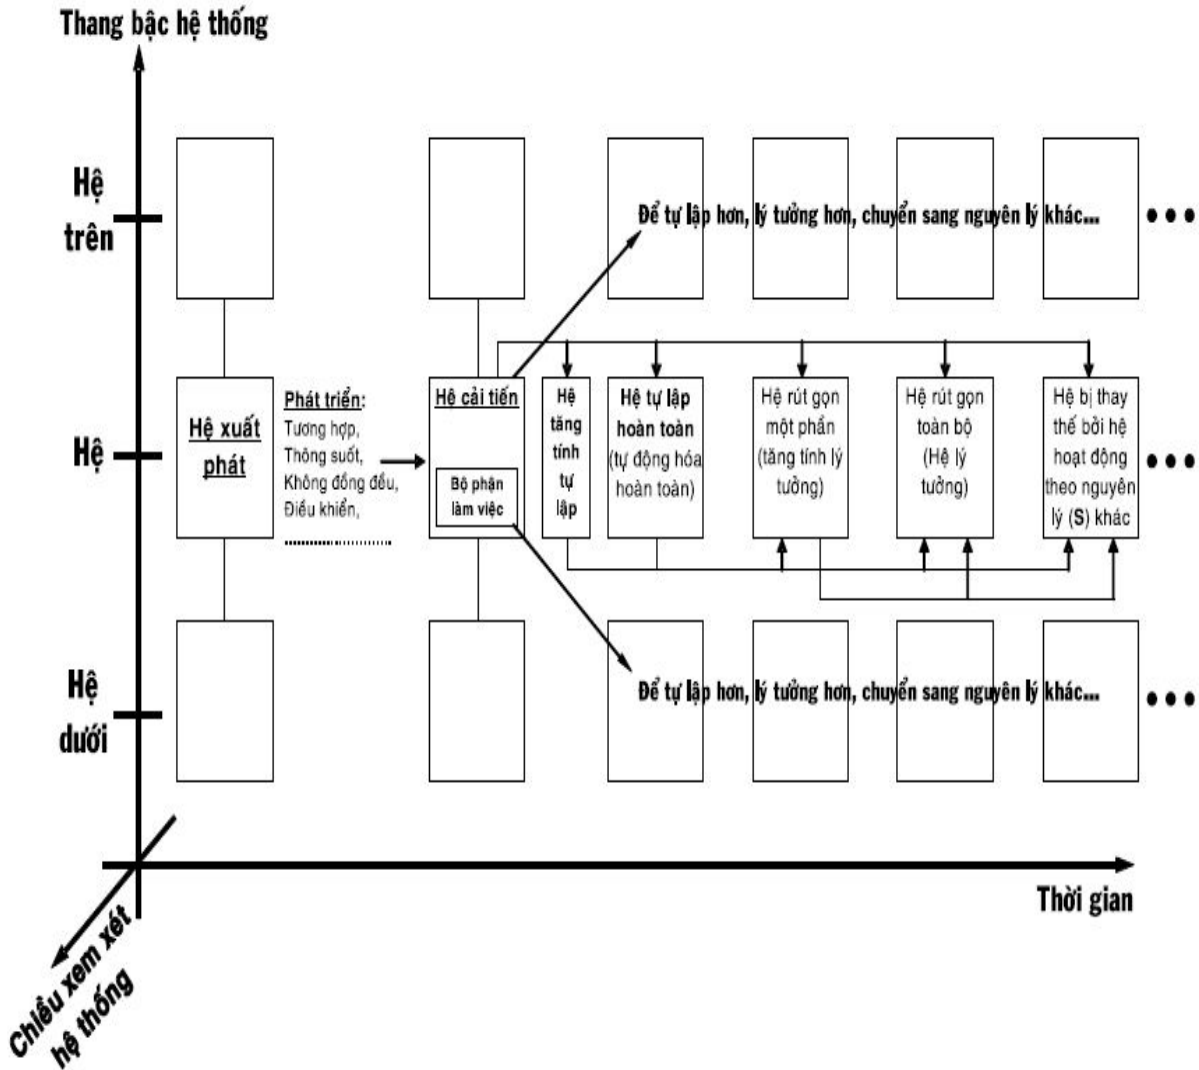 Thang bậc hệ thống
Hệ
trên
Để tự lập hơn, lý tưởng hơn, chuyển sang nguyên lý khác...
Hệ
Hệ xuất
phát
Phát triển:
Tương hợp,
Thông suốt,
Không đồng đều,
Điều khiển,
Hệ cải tiến
Bộ phận
làm việc
Hệ
tăng
tính
tự
lập
Hệ tự lập
hoàn toàn
(tự động hóa
hoàn toàn)
Hệ rút gọn
một phần
(tăng tính lý
tưởng)
Hệ rút gọn
toàn bộ
(Hệ lý
tưởng)
Hệ bị thay
thế bởi hệ
hoạt động
theo nguyên
lý (S) khác
Hệ
dưới
Để tự lập hơn, lý tưởng hơn, chuyển sang nguyên lý khác...
Thời gian
Chiều xem xét
hệ thống